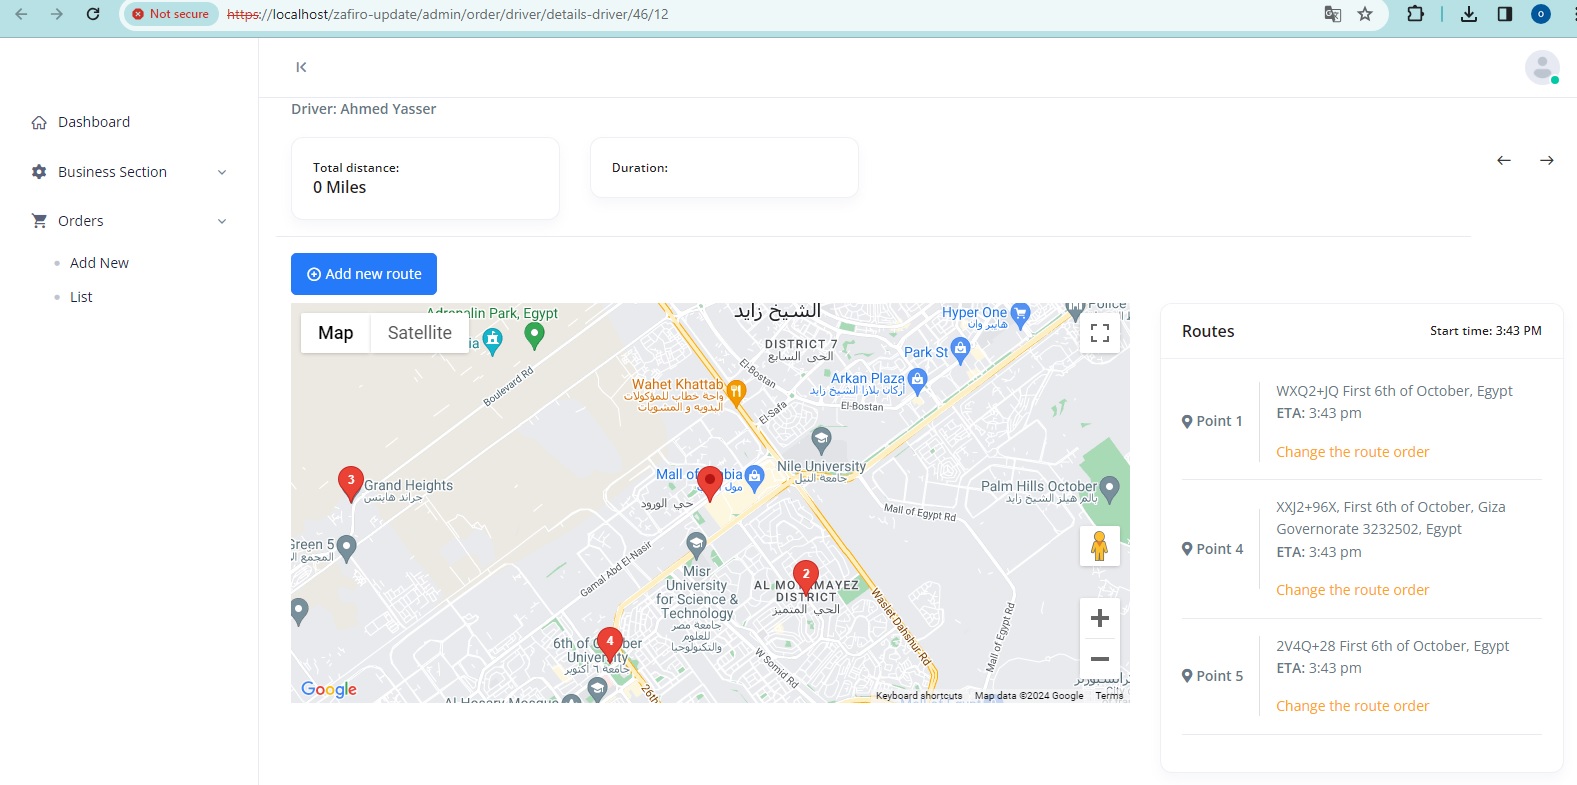 Not secure
https://localhost/zafiro-update/admin/order/driver/details-driver/46/12
o
Dashboard
Business Section
Orders
Add New
List
Driver: Ahmed Yasser
Total distance:
0 Miles
Duration:
Add new route
Map
Satellite
Adrenalin Park, Egypt
الشيخ زايد
Hyper One
هايبر وان
Police
DISTRICT 7
الحي السابع
Park St
El-Bostan
Boulevard Rd
Wahet Khattab
واحة خطاب للمؤكولات
البدويه و المشويات
Arkan Plaza
أركان بلازا الشيخ زايد
El-Safa
El-Bostan
Nile University
جامعة النيل
Mall of
bia
مول
حي الورود
3
Grand Heights
جراند هايتس
Palm Hills October
بالم هيلز الشيخ زايد
Mall of Egypt Rd
Green 5
المجمع
Gamal Abd El-Nasir
Misr
University
for Science &
Technology
جامعة مصر
للعلوم
والتكنولوجيا
2
AL MOTAMAYEZ
DISTRICT
الحي المتميز
Waslet Dahshur Rd
Mall of Egypt Rd
4
6th of October
University
جامعة ٦ أكتوبر
W Somid Rd
26th
Al-Hosary Mosque
Google
Keyboard shortcuts
Map data ©2024 Google
Terms
Routes
Start time: 3:43 PM
Point 1
WXQ2+JQ First 6th of October, Egypt
ETA: 3:43 pm
Change the route order
Point 4
XXJ2+96X, First 6th of October, Giza
Governorate 3232502, Egypt
ETA: 3:43 pm
Change the route order
Point 5
2V4Q+28 First 6th of October, Egypt
ETA: 3:43 pm
Change the route order